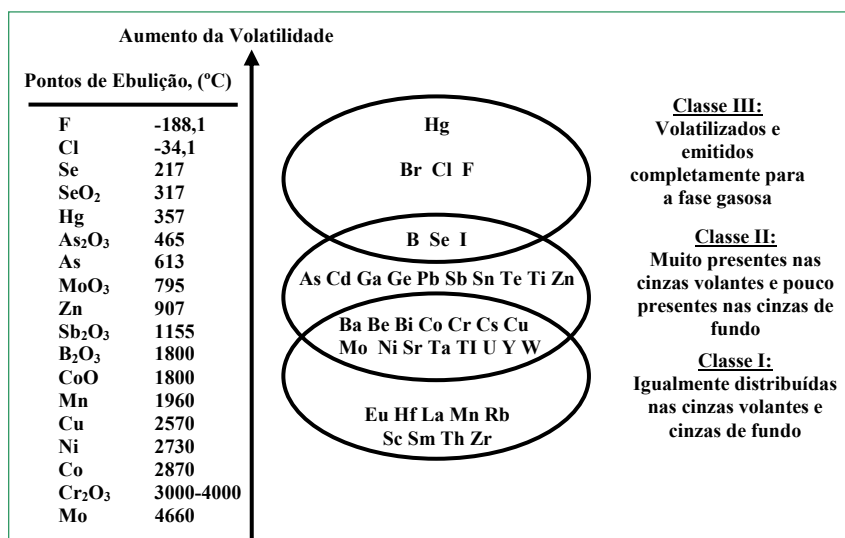 Aumento da Volatilidade
Pontos de Ebulição, (ºC)
F -188,1
Cl -34,1
Se 217
SeO₂ 317
Hg 357
As₂O₃ 465
As 613
MoO₃ 795
Zn 907
Sb₂O₃ 1155
B₂O₃ 1800
CoO 1800
Mn 1960
Cu 2570
Ni 2730
Co 2870
Cr₂O₃ 3000-4000
Mo 4660
Hg
Br Cl F
B Se I
As Cd Ga Ge Pb Sb Sn Te Ti Zn
Ba Be Bi Co Cr Cs Cu
Mo Ni Sr Ta TI U Y W
Eu Hf La Mn Rb
Sc Sm Th Zr
Classe III:
Volatilizados e
emitidos
completamente para
a fase gasosa
Classe II:
Muito presentes nas
cinzas volantes e pouco
presentes nas cinzas de
fundo
Classe I:
Igualmente distribuídas
nas cinzas volantes e
cinzas de fundo